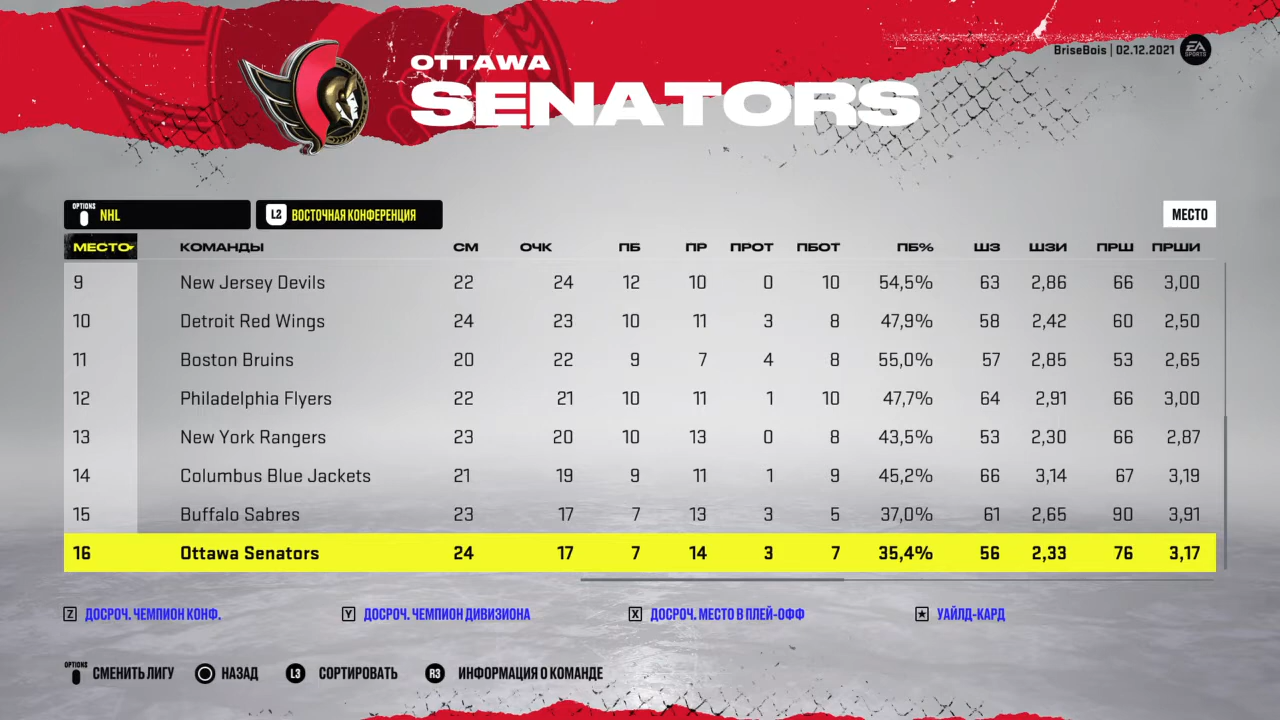 OTTAWA
SENATORS
BriseBois | 02.12.2021
EA SPORTS
OPTIONS NHL
L2 ВОСТОЧНАЯ КОНФЕРЕНЦИЯ
МЕСТО
МЕСТО КОМАНДЫ СМ ОЧК ПБ ПР ПРОТ ПБОТ ПБ% ШЗ ШЗИ ПРШ ПРШИ
9 New Jersey Devils 22 24 12 10 0 10 54,5% 63 2,86 66 3,00
10 Detroit Red Wings 24 23 10 11 3 8 47,9% 58 2,42 60 2,50
11 Boston Bruins 20 22 9 7 4 8 55,0% 57 2,85 53 2,65
12 Philadelphia Flyers 22 21 10 11 1 10 47,7% 64 2,91 66 3,00
13 New York Rangers 23 20 10 13 0 8 43,5% 53 2,30 66 2,87
14 Columbus Blue Jackets 21 19 9 11 1 9 45,2% 66 3,14 67 3,19
15 Buffalo Sabres 23 17 7 13 3 5 37,0% 61 2,65 90 3,91
16 Ottawa Senators 24 17 7 14 3 7 35,4% 56 2,33 76 3,17
Z ДОСРОЧ. ЧЕМПИОН КОНФ. Y ДОСРОЧ. ЧЕМПИОН ДИВИЗИОНА X ДОСРОЧ. МЕСТО В ПЛЕЙ-ОФФ ★ УАЙЛД-КАРД
OPTIONS СМЕНИТЬ ЛИГУ НАЗАД L3 СОРТИРОВАТЬ R3 ИНФОРМАЦИЯ О КОМАНДЕ